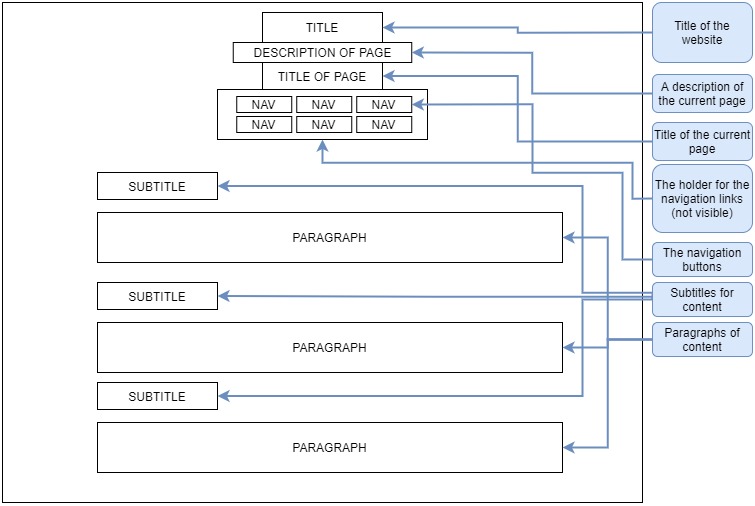 TITLE
DESCRIPTION OF PAGE
TITLE OF PAGE
NAV NAV NAV
NAV NAV NAV
SUBTITLE
PARAGRAPH
SUBTITLE
PARAGRAPH
SUBTITLE
PARAGRAPH
Title of the
website
A description of
the current page
Title of the current
page
The holder for the
navigation links
(not visible)
The navigation
buttons
Subtitles for
content
Paragraphs of
content